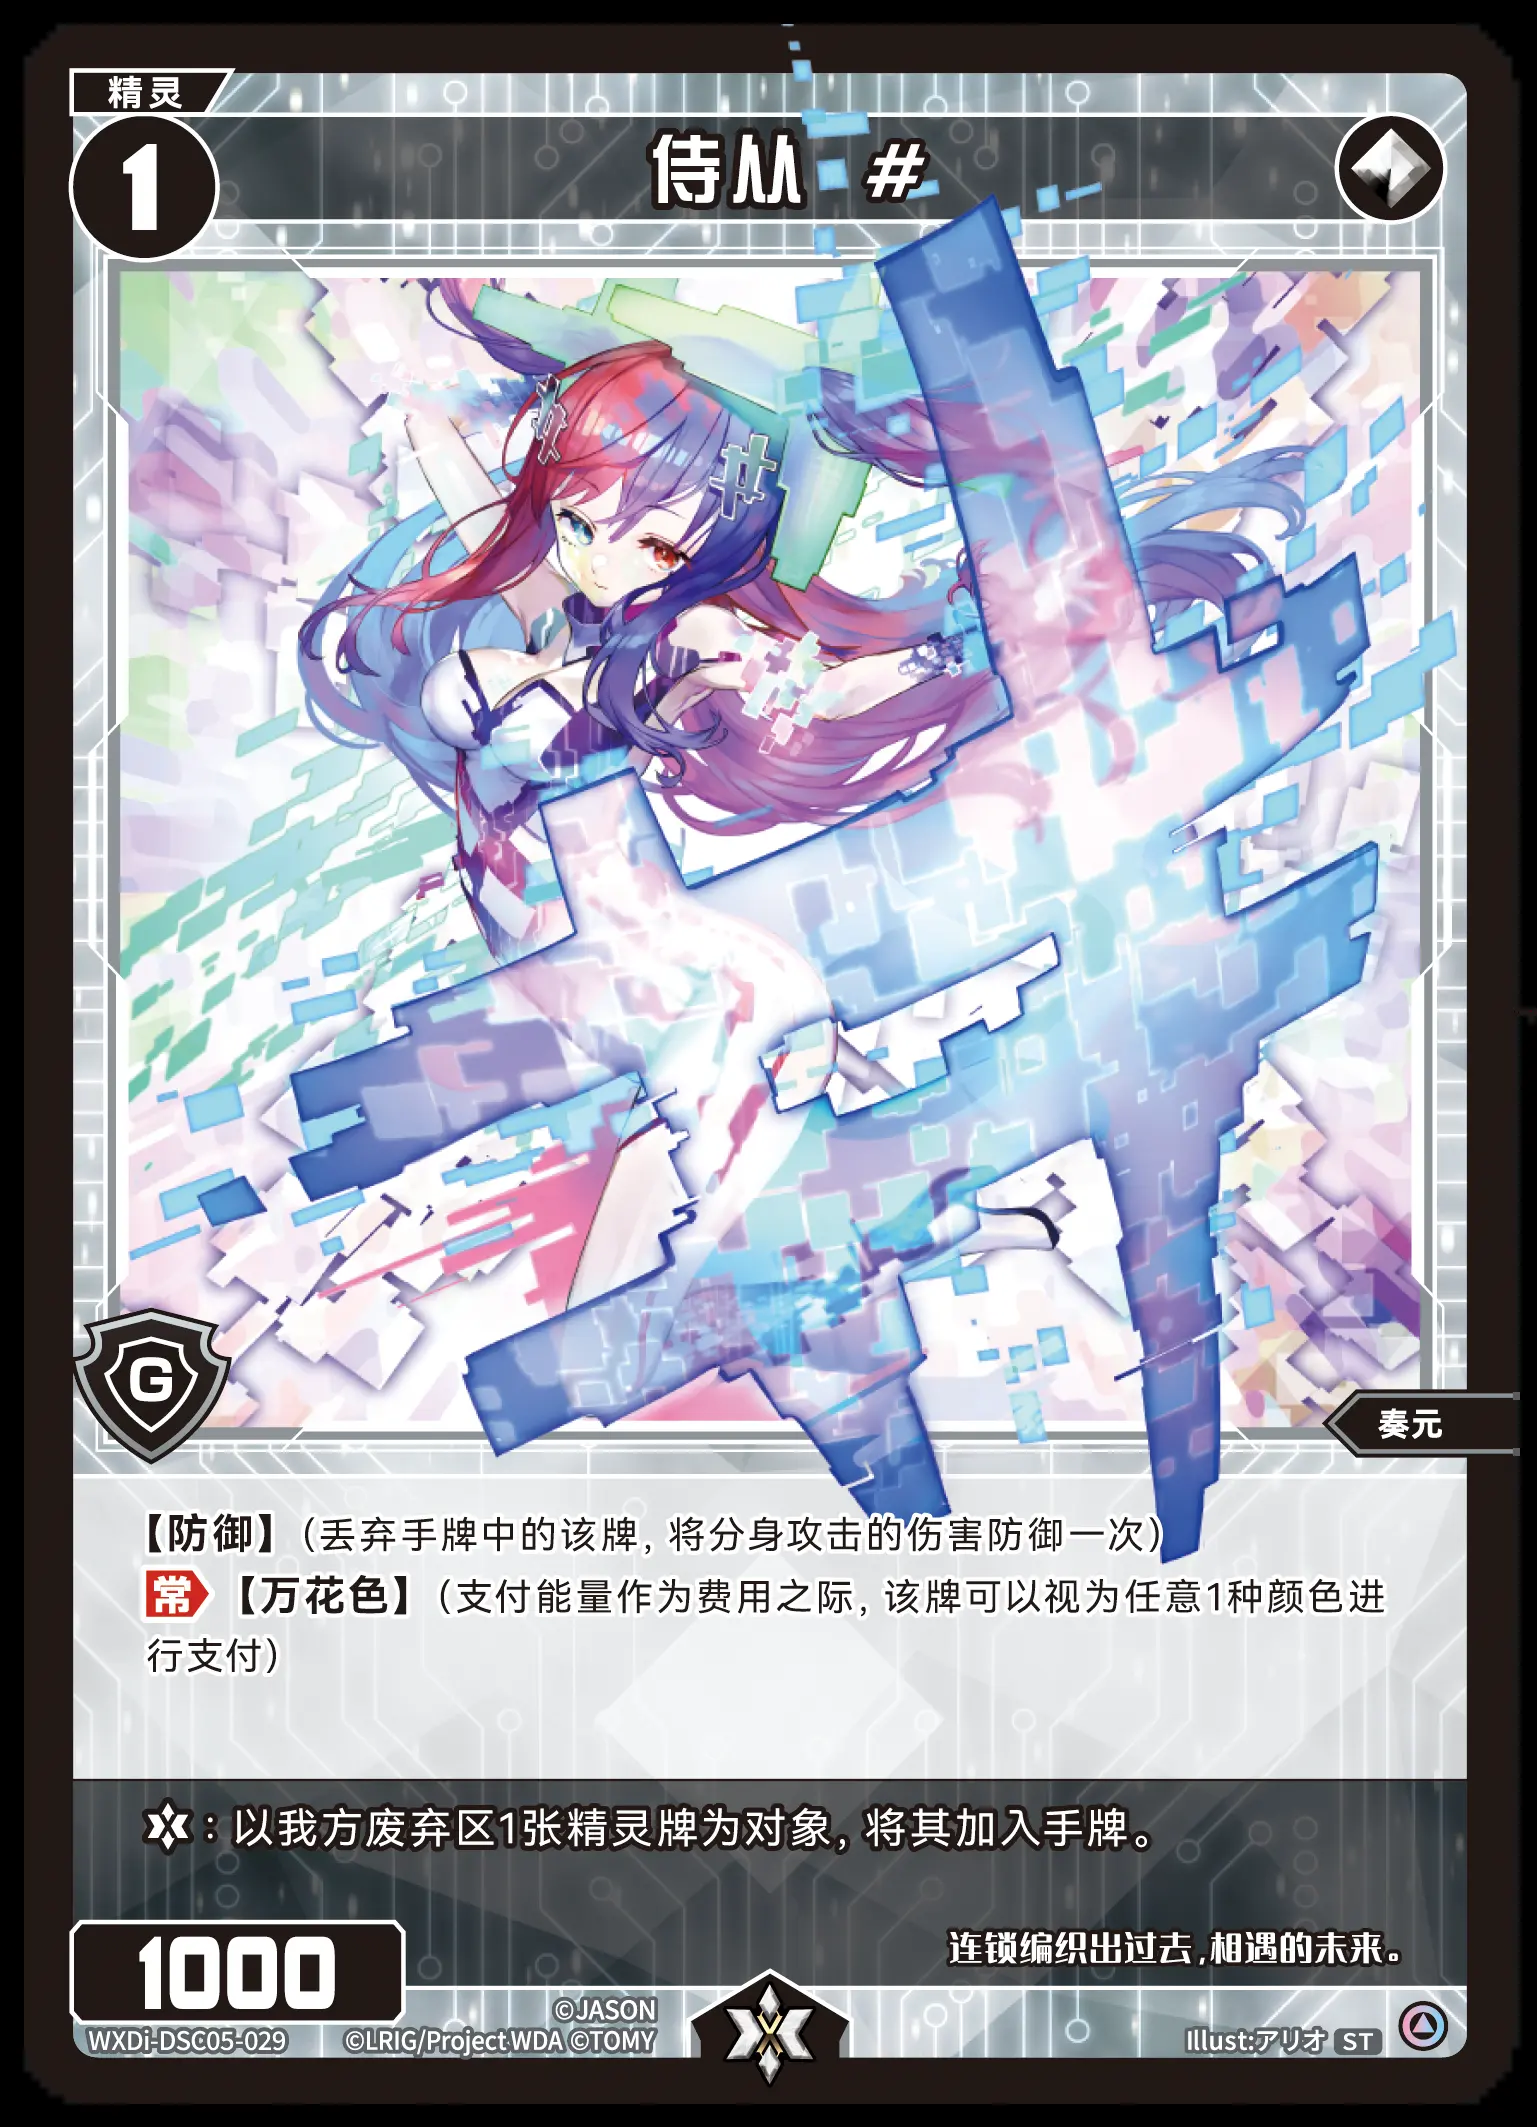 精灵
1
侍从 #
G
奏元
【防御】（丢弃手牌中的该牌，将分身攻击的伤害防御一次）
常【万花色】（支付能量作为费用之际，该牌可以视为任意1种颜色进
行支付）
：以我方废弃区1张精灵牌为对象，将其加入手牌。
连锁编织出过去,相遇的未来。
1000
©JASON
WXDi-DSC05-029 ©LRIG/Project WDA ©TOMY
Illust:アリオ ST